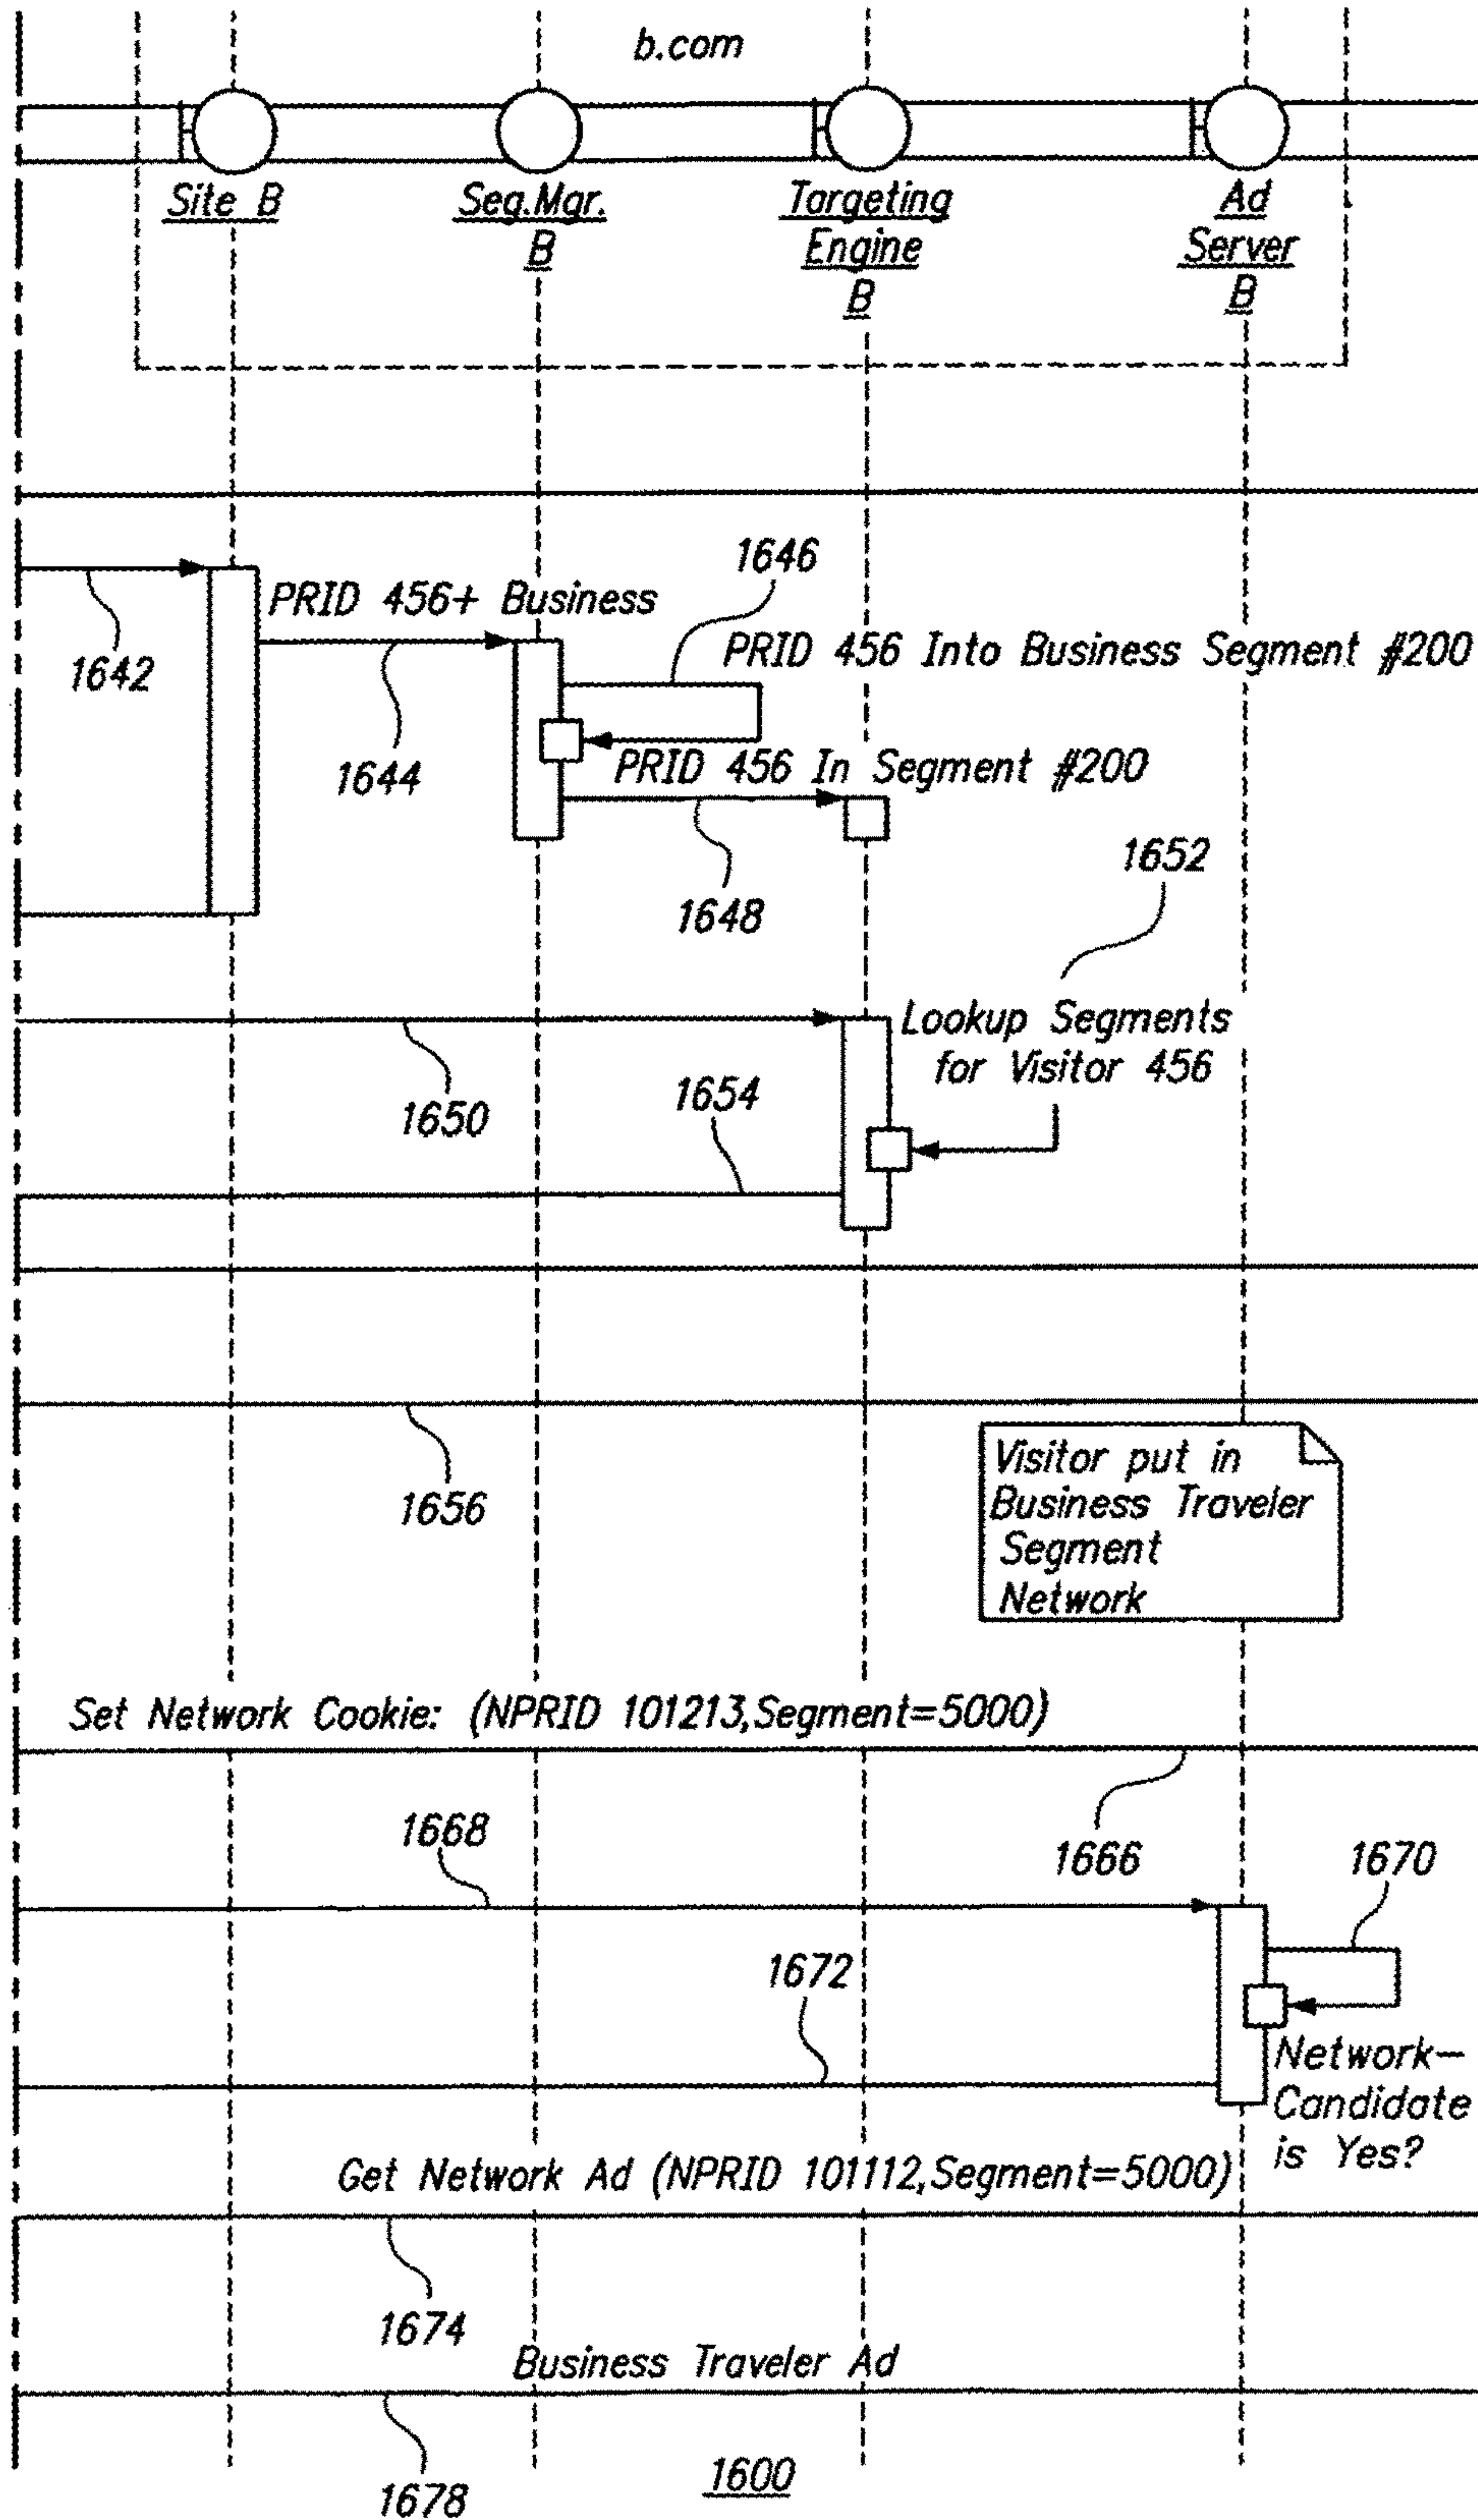 b.com
Site B
Seg.Mgr.
B
Targeting
Engine
B
Ad
Server
B
1646
PRID 456+ Business
1642
PRID 456 Into Business Segment #200
1644
PRID 456 In Segment #200
1648
1652
Lookup Segments
for Visitor 456
1650
1654
Visitor put in
Business Traveler
Segment
Network
1656
Set Network Cookie: (NPRID 101213,Segment=5000)
1668
1666
1670
1672
Network-
Candidate
is Yes?
Get Network Ad (NPRID 101112,Segment=5000)
1674
Business Traveler Ad
1678
1600